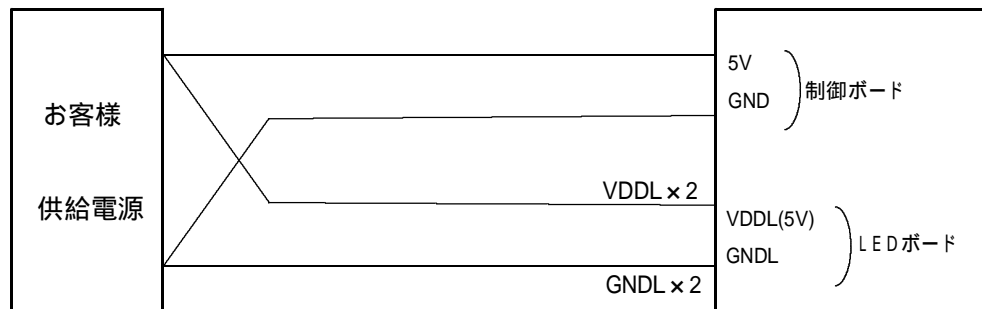 お客様
供給電源
5V
GND
制御ボード
VDDL×2
VDDL(5V)
GNDL
LEDボード
GNDL×2